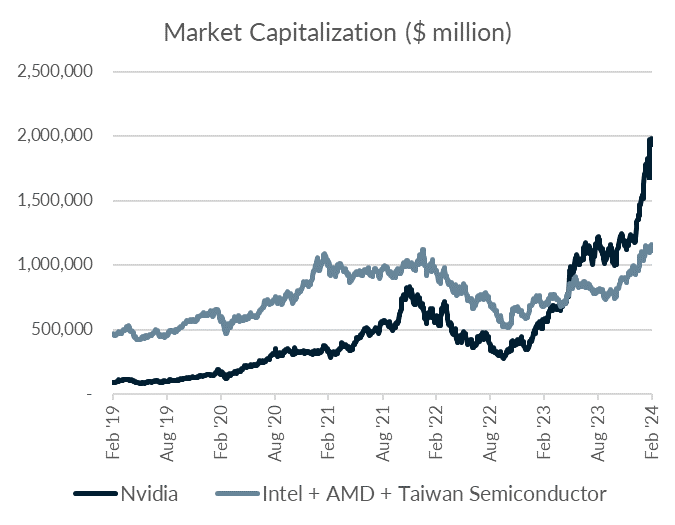 Market Capitalization ($ million)
2,500,000
2,000,000
1,500,000
1,000,000
500,000
-
Feb '19
Aug '19
Feb '20
Aug '20
Feb '21
Aug '21
Feb '22
Aug '22
Feb '23
Aug '23
Feb '24
Nvidia
Intel + AMD + Taiwan Semiconductor